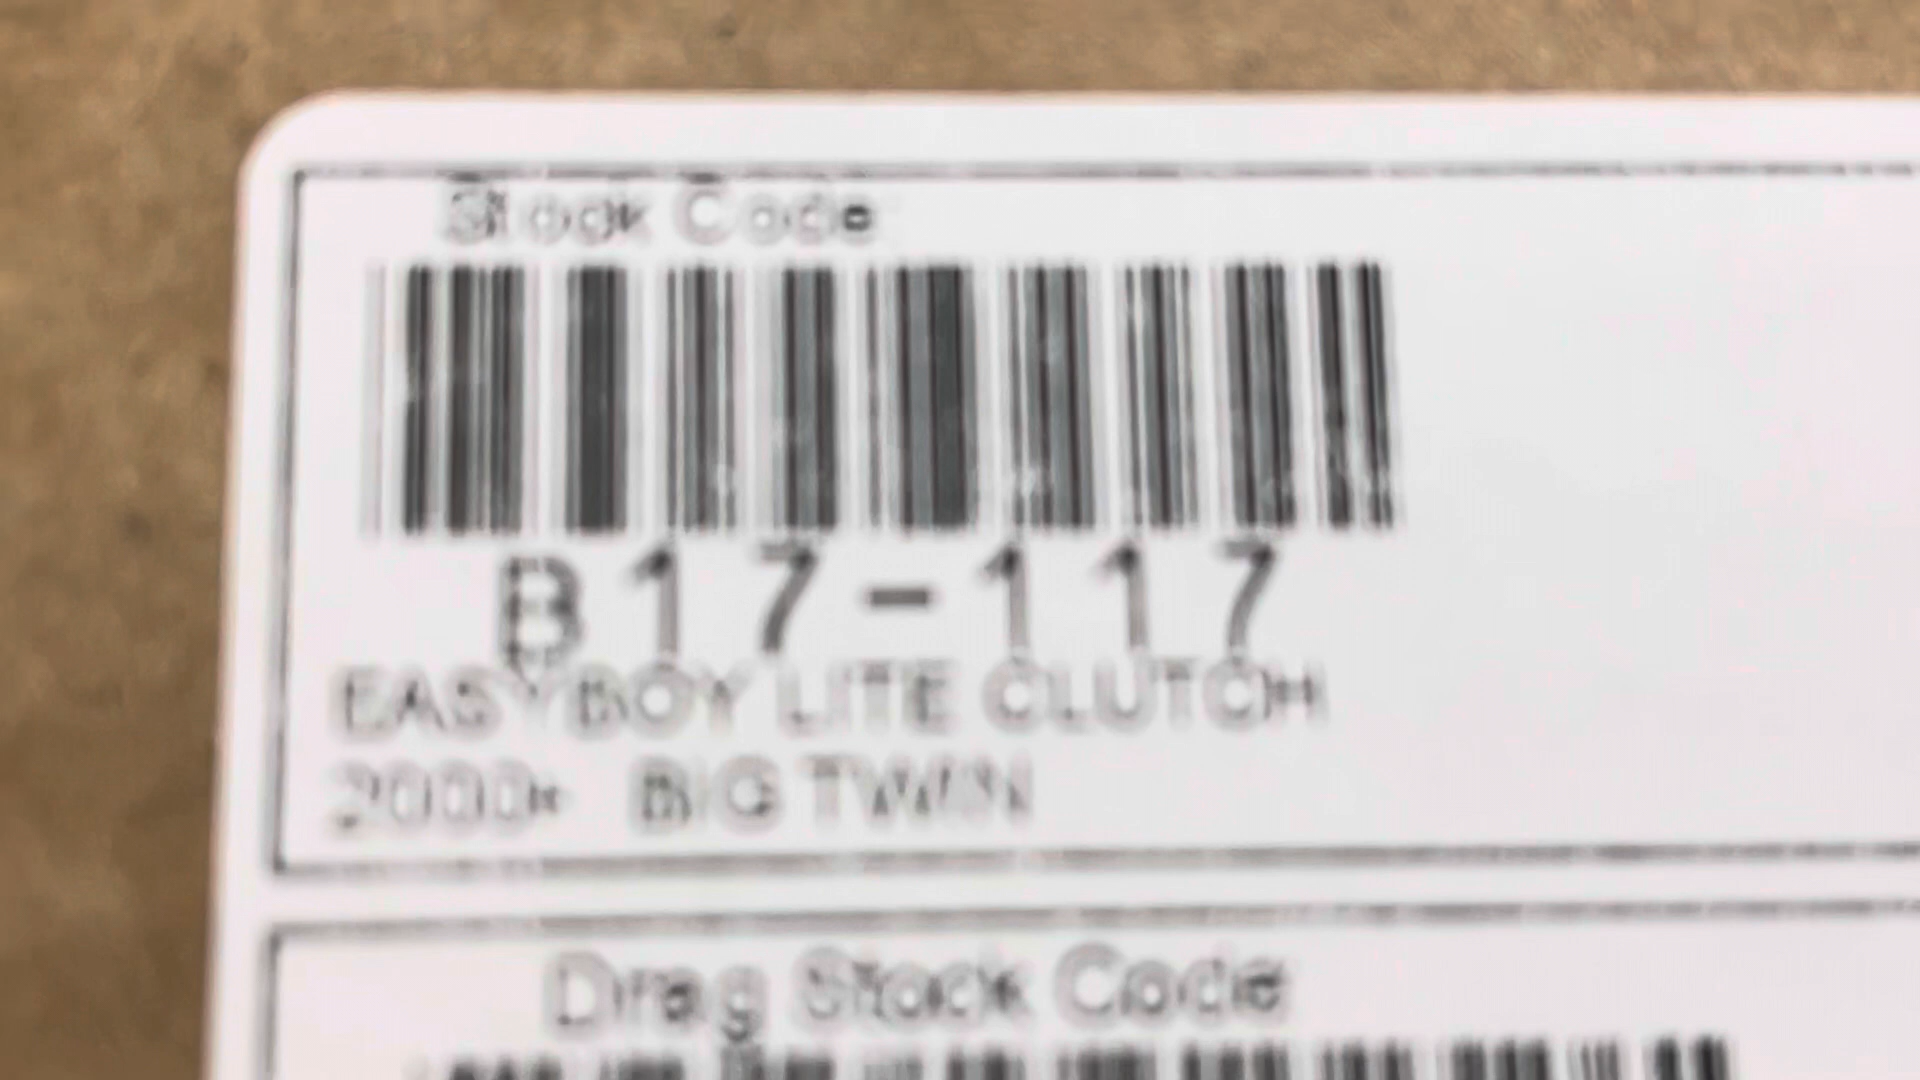 Stock Code
B17-117
EASYBOY LITE CLUTCH
2000+ BIG TWIN
Drag Stock Code